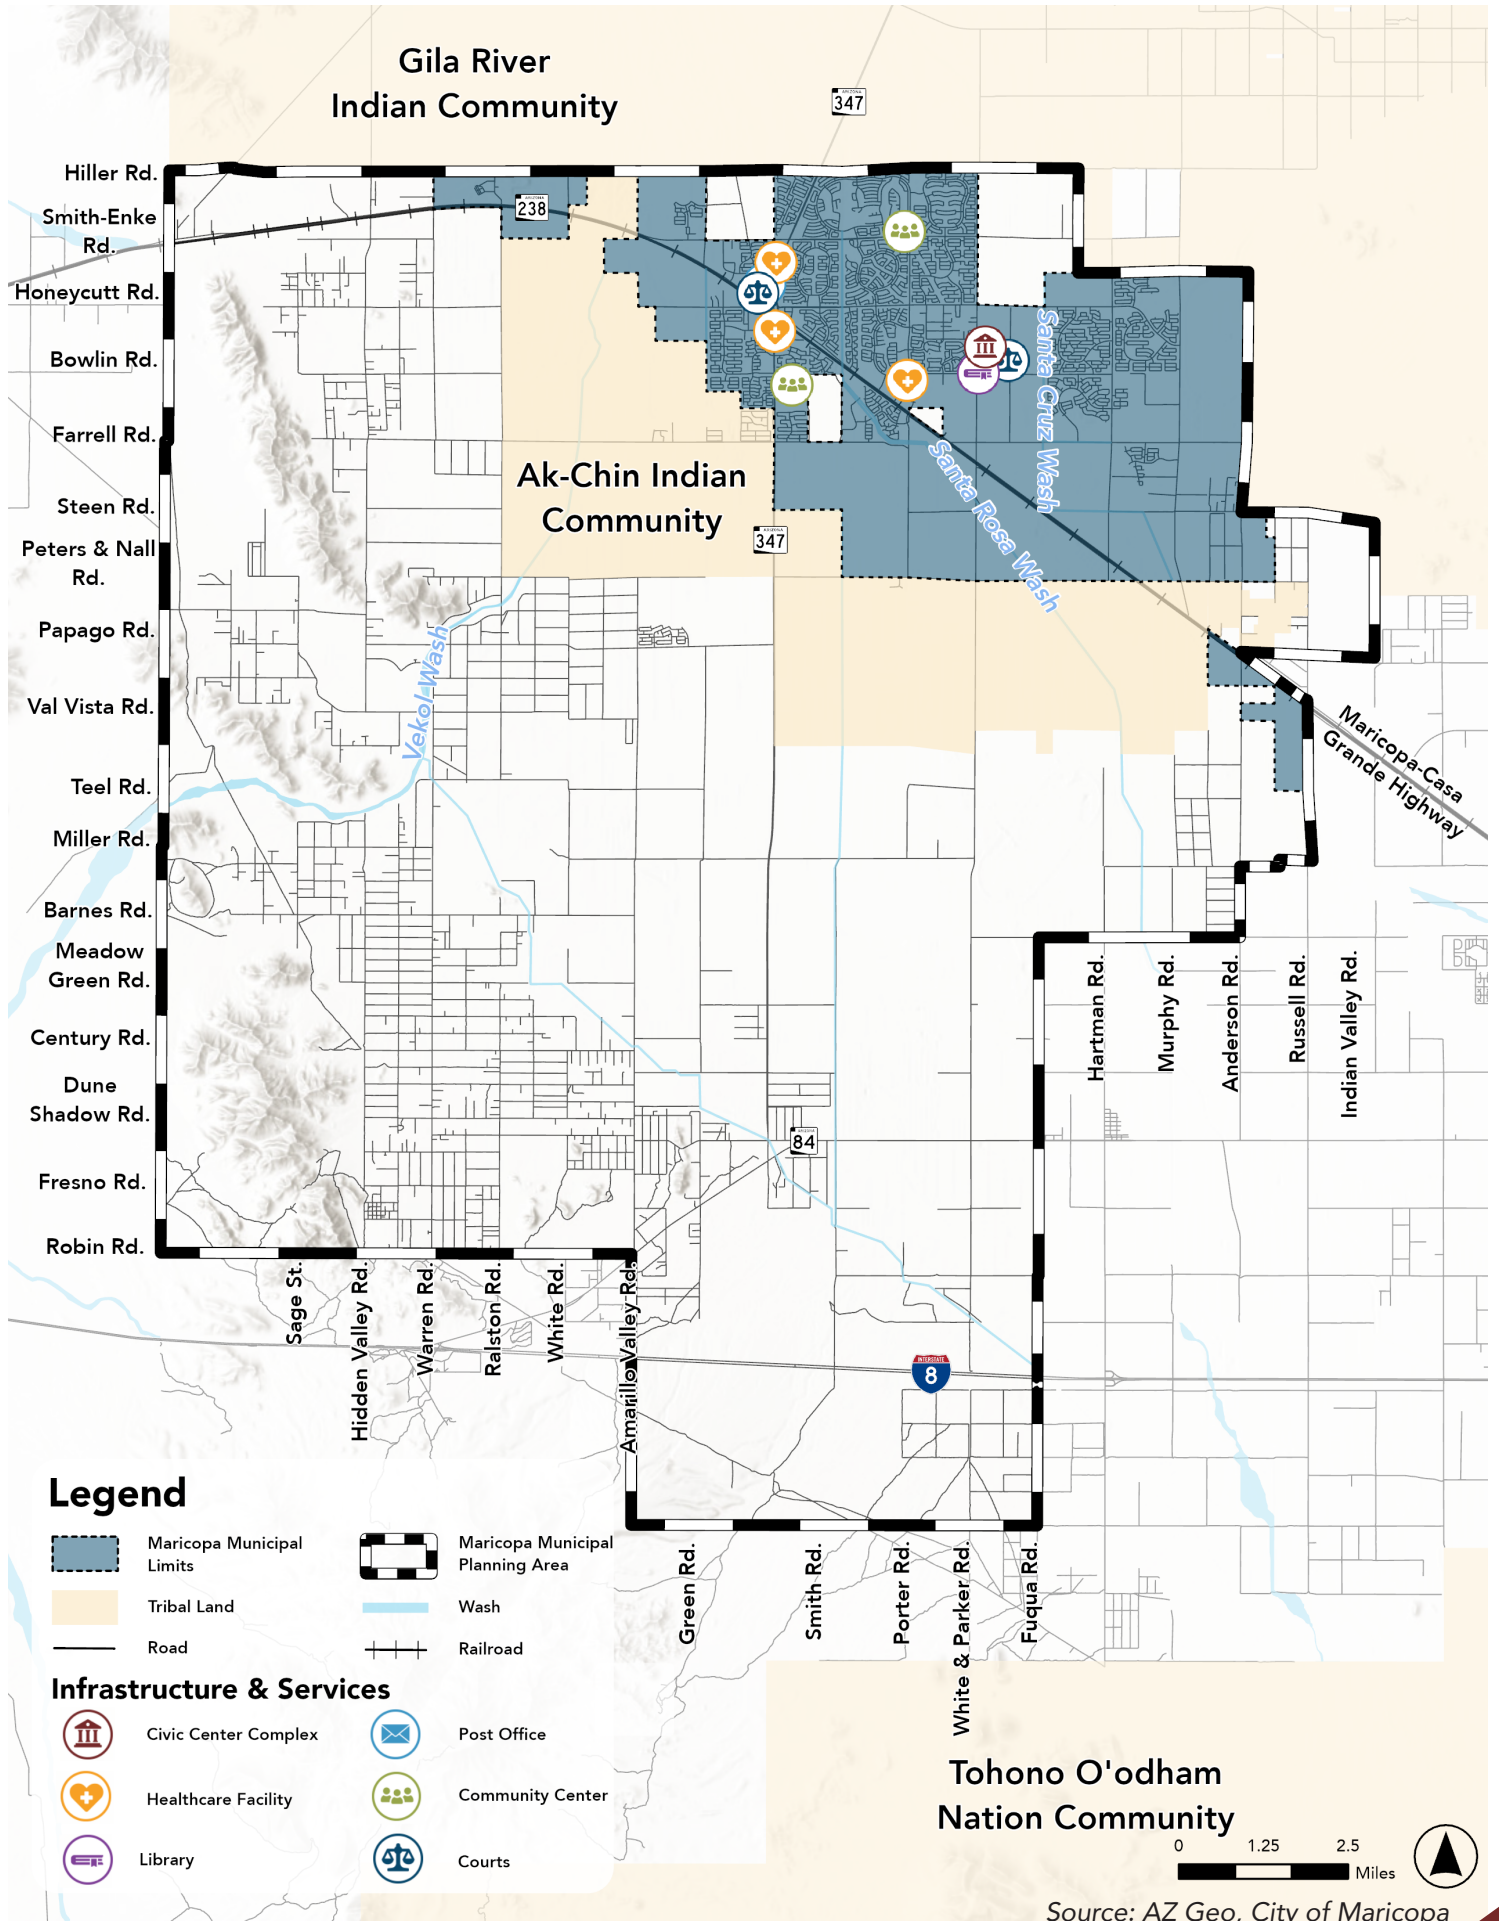 Gila River
Indian Community
ARIZONA
347
Hiller Rd.
Smith-Enke
Rd.
ARIZONA
238
Honeycutt Rd.
Bowlin Rd.
Farrell Rd.
Steen Rd.
Peters & Nall
Rd.
Papago Rd.
Val Vista Rd.
Teel Rd.
Miller Rd.
Barnes Rd.
Meadow
Green Rd.
Century Rd.
Dune
Shadow Rd.
Fresno Rd.
Robin Rd.
Ak-Chin Indian
Community
ARIZONA
347
Santa Cruz Wash
Santa Rosa Wash
Vekol Wash
Maricopa-Casa
Grande Highway
Hartman Rd.
Murphy Rd.
Anderson Rd.
Russell Rd.
Indian Valley Rd.
ARIZONA
84
Sage St.
Hidden Valley Rd.
Warren Rd.
Ralston Rd.
White Rd.
Amarillo Valley Rd.
INTERSTATE
8
Green Rd.
Smith Rd.
Porter Rd.
White & Parker Rd.
Fuqua Rd.
Legend
Maricopa Municipal
Limits
Maricopa Municipal
Planning Area
Tribal Land
Wash
Road
Railroad
Infrastructure & Services
Civic Center Complex
Post Office
Healthcare Facility
Community Center
Library
Courts
Tohono O'odham
Nation Community
0 1.25 2.5
Miles
Source: AZ Geo, City of Maricopa